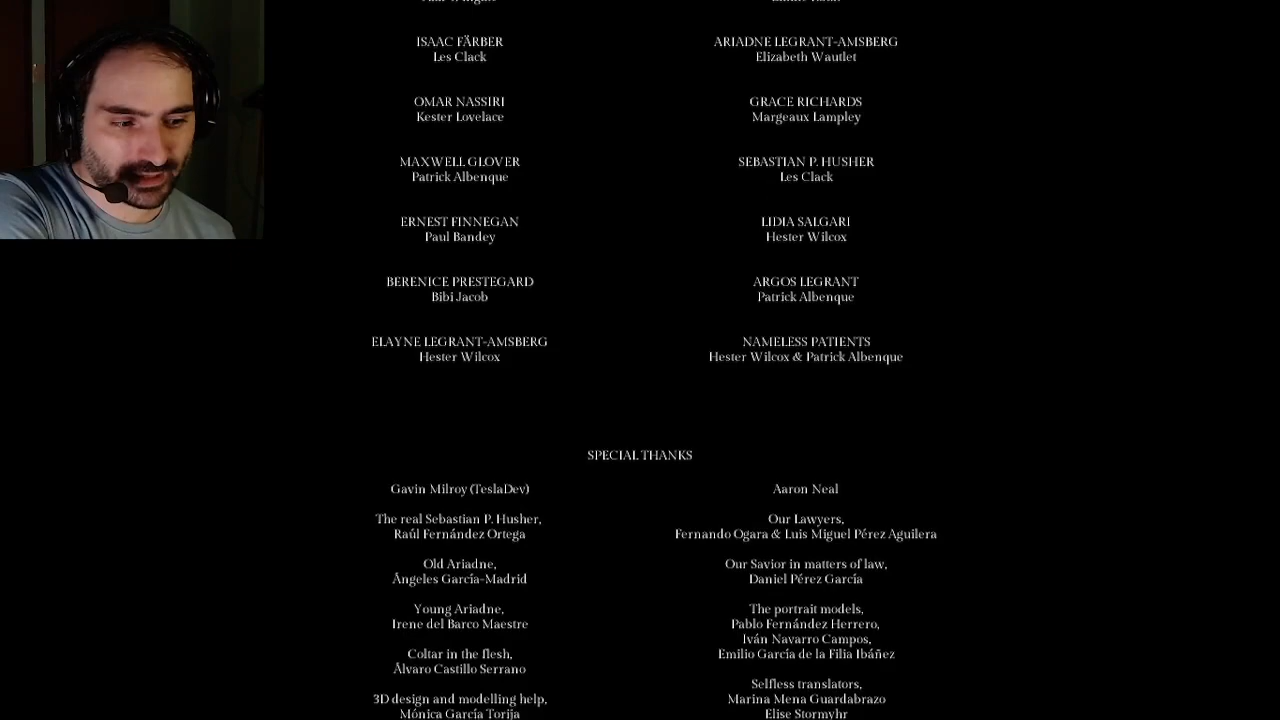 ISAAC FÄRBER
Les Clack
ARIADNE LEGRANT-AMSBERG
Elizabeth Wautlet
OMAR NASSIRI
Kester Lovelace
GRACE RICHARDS
Margeaux Lampley
MAXWELL GLOVER
Patrick Albenque
SEBASTIAN P. HUSHER
Les Clack
ERNEST FINNEGAN
Paul Bandey
LIDIA SALGARI
Hester Wilcox
BERENICE PRESTEGARD
Bibi Jacob
ARGOS LEGRANT
Patrick Albenque
ELAYNE LEGRANT-AMSBERG
Hester Wilcox
NAMELESS PATIENTS
Hester Wilcox & Patrick Albenque
SPECIAL THANKS
Gavin Milroy (TeslaDev)
The real Sebastian P. Husher,
Raúl Fernández Ortega
Old Ariadne,
Ángeles García-Madrid
Young Ariadne,
Irene del Barco Maestre
Coltar in the flesh,
Álvaro Castillo Serrano
3D design and modelling help,
Mónica García Torija
Aaron Neal
Our Lawyers,
Fernando Ogara & Luis Miguel Pérez Aguilera
Our Savior in matters of law,
Daniel Pérez García
The portrait models,
Pablo Fernández Herrero,
Iván Navarro Campos,
Emilio García de la Filia Ibáñez
Selfless translators,
Marina Mena Guardabrazo
Elise Stormyhr